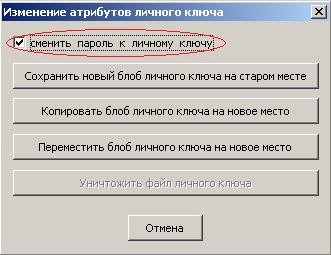 Изменение атрибутов личного ключа
сменить пароль к личному ключу
Сохранить новый блоб личного ключа на старом месте
Копировать блоб личного ключа на новое место
Переместить блоб личного ключа на новое место
Уничтожить файл личного ключа
Отмена